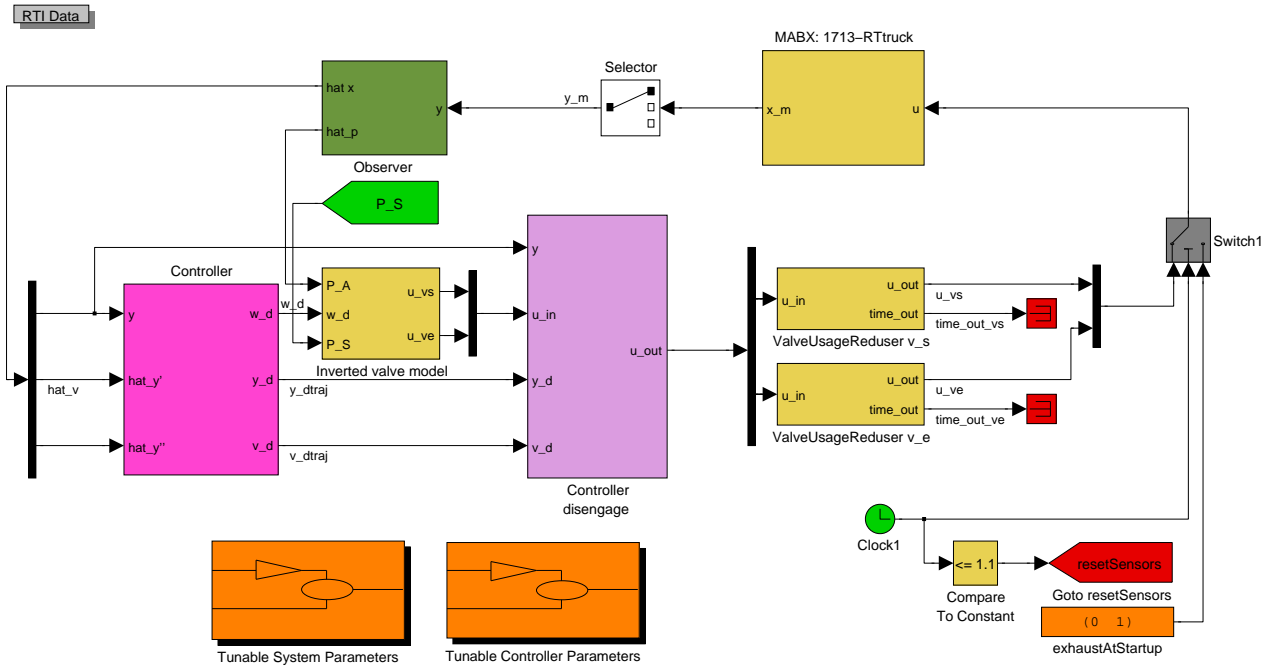 RTI Data
MABX: 1713−RTtruck
Selector
hat x
y
y_m
x_m
u
hat_p
Observer
P_S
Switch1
Controller
y
P_A
u_vs
w_d
w_d
w_d
u_in
u_ve
P_S
Inverted valve model
y
hat_v
hat_y'
y_d
y_dtraj
y_d
hat_y''
v_d
v_dtraj
v_d
u_out
Controller
disengage
u_in
u_out
u_vs
time_out
time_out_vs
ValveUsageReduser v_s
u_in
u_out
u_ve
time_out
time_out_ve
ValveUsageReduser v_e
Clock1
<= 1.1
Compare
To Constant
resetSensors
Goto resetSensors
(0 1)
exhaustAtStartup
Tunable System Parameters
Tunable Controller Parameters